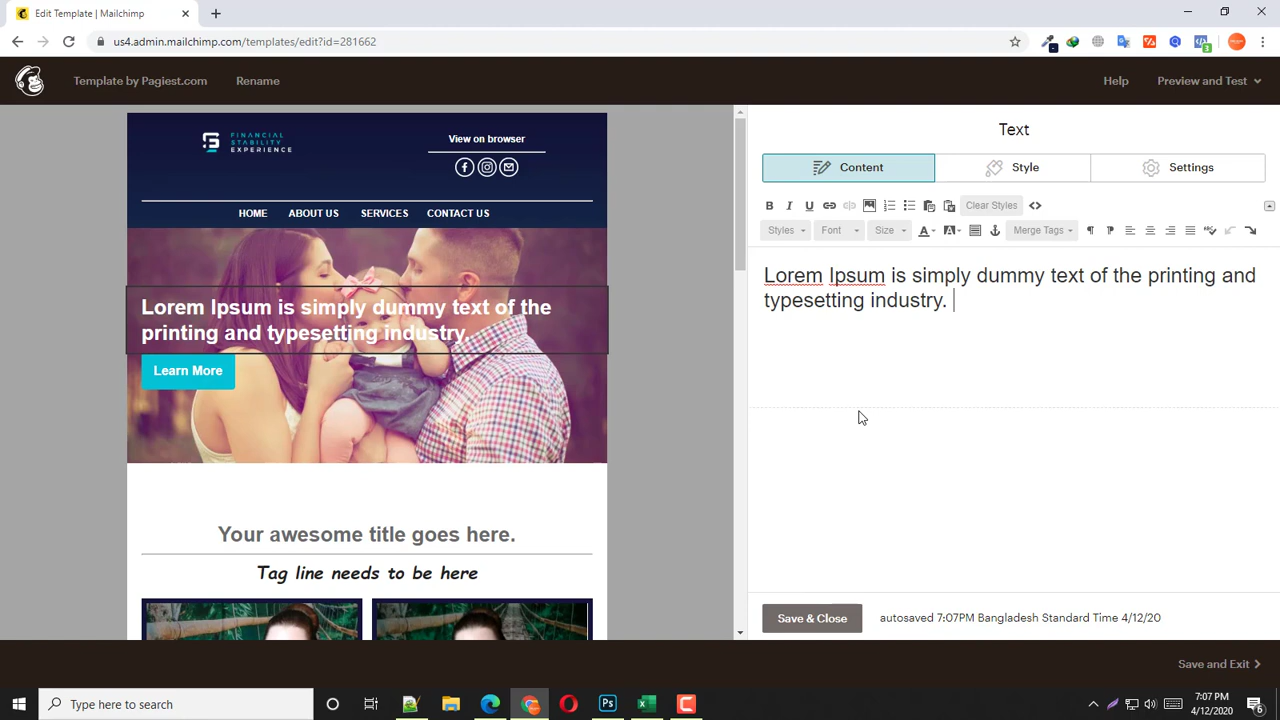 Edit Template | Mailchimp
us4.admin.mailchimp.com/templates/edit?id=281662
3
Template by Pagiest.com
Rename
Help
Preview and Test
FINANCIAL
STABILITY
EXPERIENCE
View on browser
HOME ABOUT US SERVICES CONTACT US
Lorem Ipsum is simply dummy text of the
printing and typesetting industry.
Learn More
Your awesome title goes here.
Tag line needs to be here
Text
Content
Style
Settings
B I U Clear Styles
Styles Font Size A A Merge Tags
Lorem Ipsum is simply dummy text of the printing and
typesetting industry.
Save & Close
autosaved 7:07PM Bangladesh Standard Time 4/12/20
Save and Exit
Type here to search
Ps
7:07 PM
4/12/2020
6